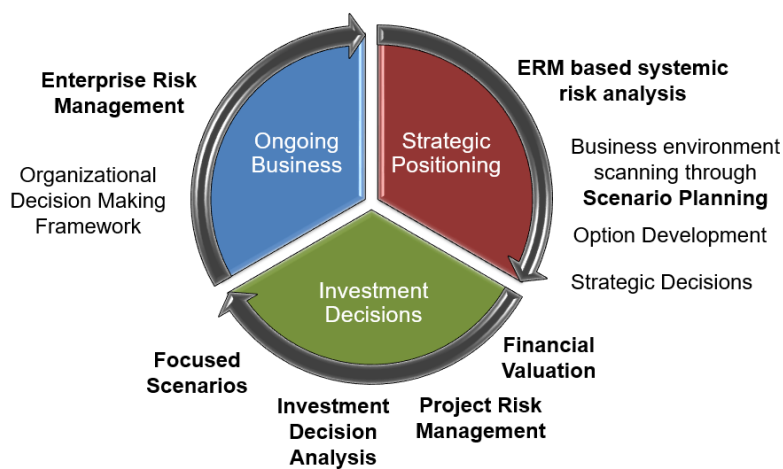 Enterprise Risk
Management
Organizational
Decision Making
Framework
Ongoing
Business
Strategic
Positioning
ERM based systemic
risk analysis
Business environment
scanning through
Scenario Planning
Option Development
Strategic Decisions
Investment
Decisions
Financial
Valuation
Project Risk
Management
Investment
Decision
Analysis
Focused
Scenarios